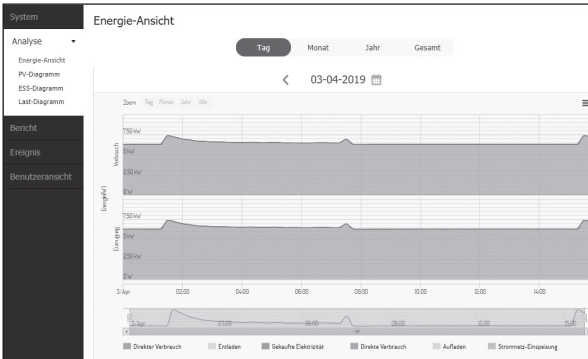 System
Energie-Ansicht
Analyse
Energie-Ansicht
PV-Diagramm
ESS-Diagramm
Last-Diagramm
Bericht
Ereignis
Benutzeransicht
Tag Monat Jahr Gesamt
03-04-2019
Zoom Tag Monat Jahr Alle
Energie(W)
Verbrauch
7.50 kW
5 kW
2.50 kW
0 W
Erzeugung
7.50 kW
5 kW
2.50 kW
0 W
3/Apr 02:00 04:00 06:00 08:00 10:00 12:00 14:00
3/Apr 03:00 06:00 09:00 12:00 15:00
Direkter Verbrauch Entladen Gekaufte Elektrizität Direkte Verbrauch Aufladen Stromnetz-Einspeisung